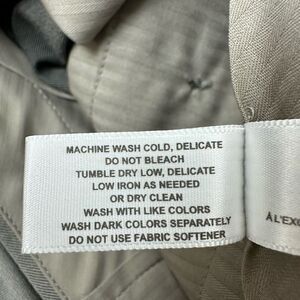 MACHINE WASH COLD, DELICATE
DO NOT BLEACH
TUMBLE DRY LOW, DELICATE
LOW IRON AS NEEDED
OR DRY CLEAN
WASH WITH LIKE COLORS
WASH DARK COLORS SEPARATELY
DO NOT USE FABRIC SOFTENER